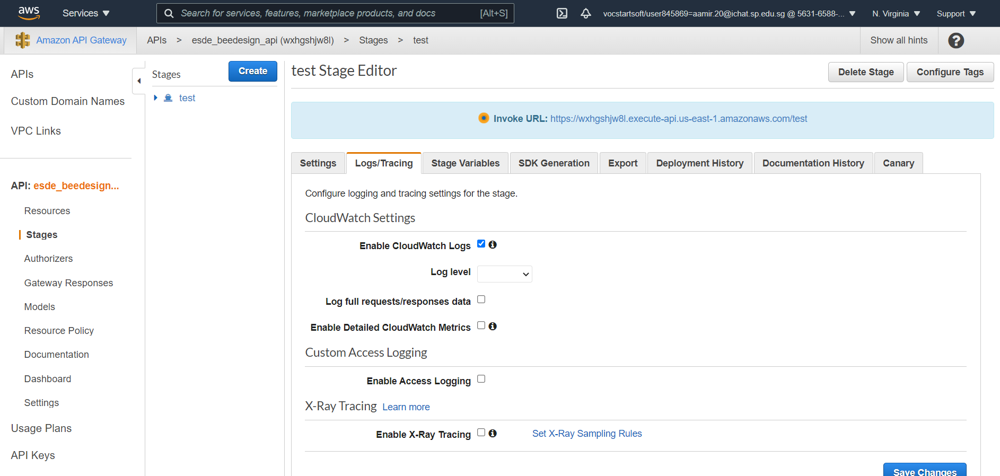 aws Services Search for services, features, marketplace products, and docs [Alt+S] vocstartsoft/user845869=aamir.20@ichat.sp.edu.sg @ 5631-6588-... N. Virginia Support
Amazon API Gateway APIs > esde_beedesign_api (wxhgshjw8l) > Stages > test Show all hints ?
APIs
Custom Domain Names
VPC Links
API: esde_beedesign...
Resources
Stages
Authorizers
Gateway Responses
Models
Resource Policy
Documentation
Dashboard
Settings
Usage Plans
API Keys
Stages Create
test
test Stage Editor Delete Stage Configure Tags
Invoke URL: https://wxhgshjw8l.execute-api.us-east-1.amazonaws.com/test
Settings Logs/Tracing Stage Variables SDK Generation Export Deployment History Documentation History Canary
Configure logging and tracing settings for the stage.
CloudWatch Settings
Enable CloudWatch Logs
Log level
Log full requests/responses data
Enable Detailed CloudWatch Metrics
Custom Access Logging
Enable Access Logging
X-Ray Tracing Learn more
Enable X-Ray Tracing Set X-Ray Sampling Rules
Save Changes